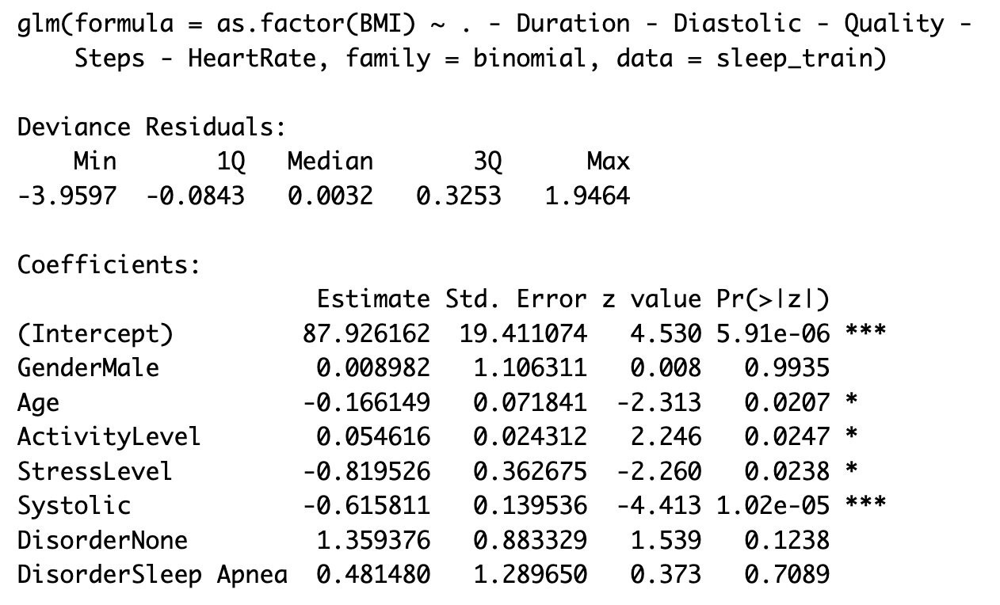 glm(formula = as.factor(BMI) ~ . - Duration - Diastolic - Quality -
    Steps - HeartRate, family = binomial, data = sleep_train)

Deviance Residuals:
    Min       1Q   Median       3Q      Max
-3.9597  -0.0843   0.0032   0.3253   1.9464

Coefficients:
                     Estimate Std. Error z value Pr(>|z|)
(Intercept)         87.926162  19.411074   4.530 5.91e-06 ***
GenderMale           0.008982   1.106311   0.008   0.9935
Age                 -0.166149   0.071841  -2.313   0.0207 *
ActivityLevel        0.054616   0.024312   2.246   0.0247 *
StressLevel         -0.819526   0.362675  -2.260   0.0238 *
Systolic            -0.615811   0.139536  -4.413 1.02e-05 ***
DisorderNone         1.359376   0.883329   1.539   0.1238
DisorderSleep Apnea  0.481480   1.289650   0.373   0.7089